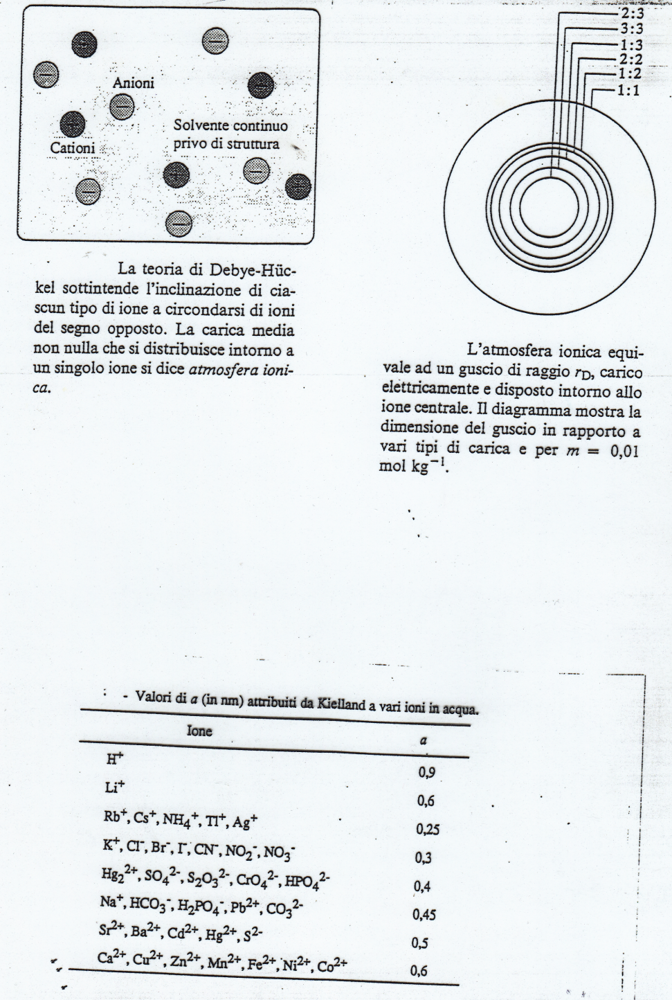 Anioni
Solvente continuo
privo di struttura
Cationi
La teoria di Debye-Hüc-
kel sottintende l'inclinazione di cia-
scun tipo di ione a circondarsi di ioni
del segno opposto. La carica media
non nulla che si distribuisce intorno a
un singolo ione si dice atmosfera ioni-
ca.
2:3
3:3
1:3
2:2
1:2
1:1
L'atmosfera ionica equi-
vale ad un guscio di raggio r_D, carico
elettricamente e disposto intorno allo
ione centrale. Il diagramma mostra la
dimensione del guscio in rapporto a
vari tipi di carica e per m = 0,01
mol kg⁻¹.
- Valori di a (in nm) attribuiti da Kielland a vari ioni in acqua.
Ione a
H⁺ 0,9
Li⁺ 0,6
Rb⁺, Cs⁺, NH₄⁺, Tl⁺, Ag⁺ 0,25
K⁺, Cl⁻, Br⁻, I⁻, CN⁻, NO₂⁻, NO₃⁻ 0,3
Hg₂²⁺, SO₄²⁻, S₂O₃²⁻, CrO₄²⁻, HPO₄²⁻ 0,4
Na⁺, HCO₃⁻, H₂PO₄⁻, Pb²⁺, CO₃²⁻ 0,45
Sr²⁺, Ba²⁺, Cd²⁺, Hg²⁺, S²⁻ 0,5
Ca²⁺, Cu²⁺, Zn²⁺, Mn²⁺, Fe²⁺, Ni²⁺, Co²⁺ 0,6